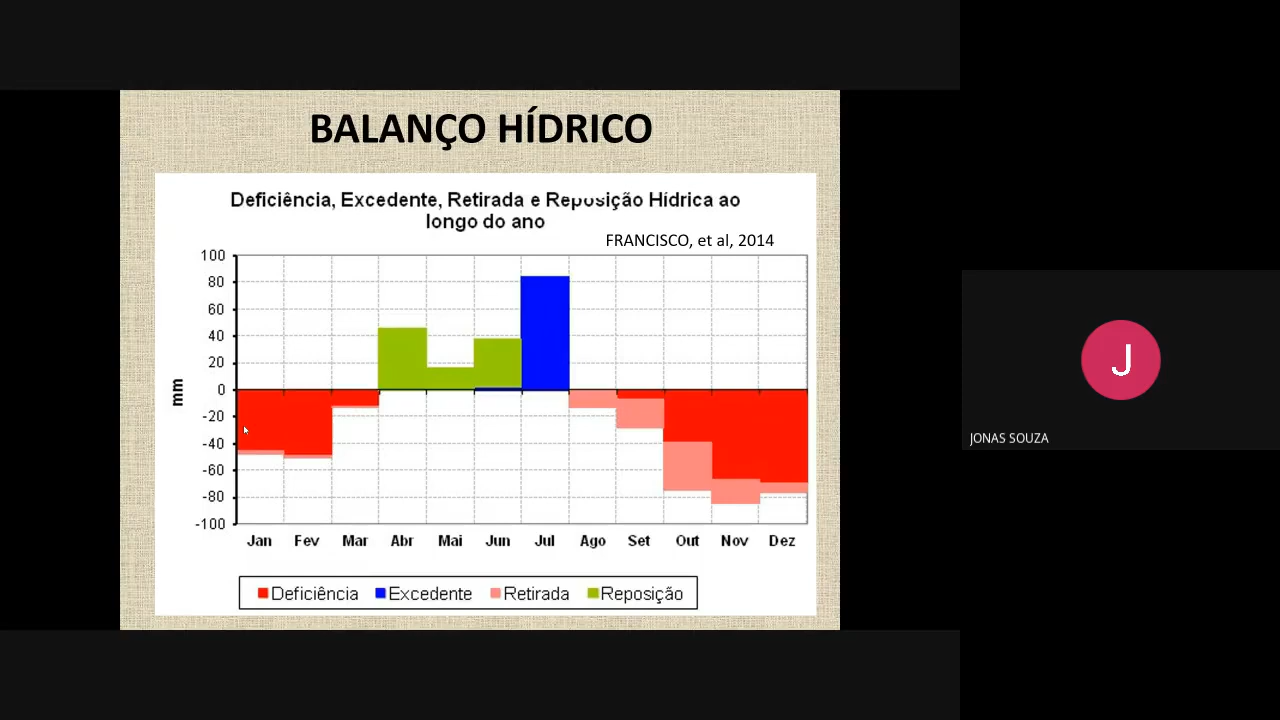 BALANÇO HÍDRICO
Deficiência, Excedente, Retirada e Reposição Hídrica ao
longo do ano
FRANCISCO, et al, 2014
100
80
60
40
20
0
-20
-40
-60
-80
-100
mm
Jan Fev Mar Abr Mai Jun Jul Ago Set Out Nov Dez
Deficiência Excedente Retirada Reposição
J
JONAS SOUZA